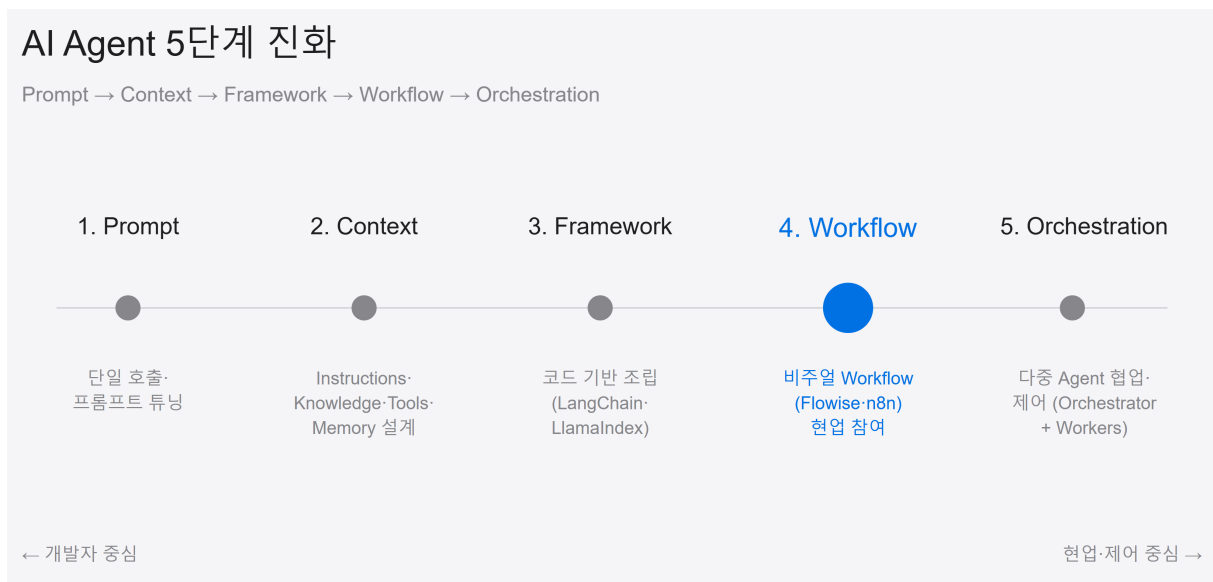 AI Agent 5단계 진화
Prompt → Context → Framework → Workflow → Orchestration
1. Prompt
2. Context
3. Framework
4. Workflow
5. Orchestration
단일 호출·
프롬프트 튜닝
Instructions·
Knowledge·Tools·
Memory 설계
코드 기반 조립
(LangChain·
LlamaIndex)
비주얼 Workflow
(Flowise·n8n)
현업 참여
다중 Agent 협업·
제어 (Orchestrator
+ Workers)
← 개발자 중심
현업·제어 중심 →